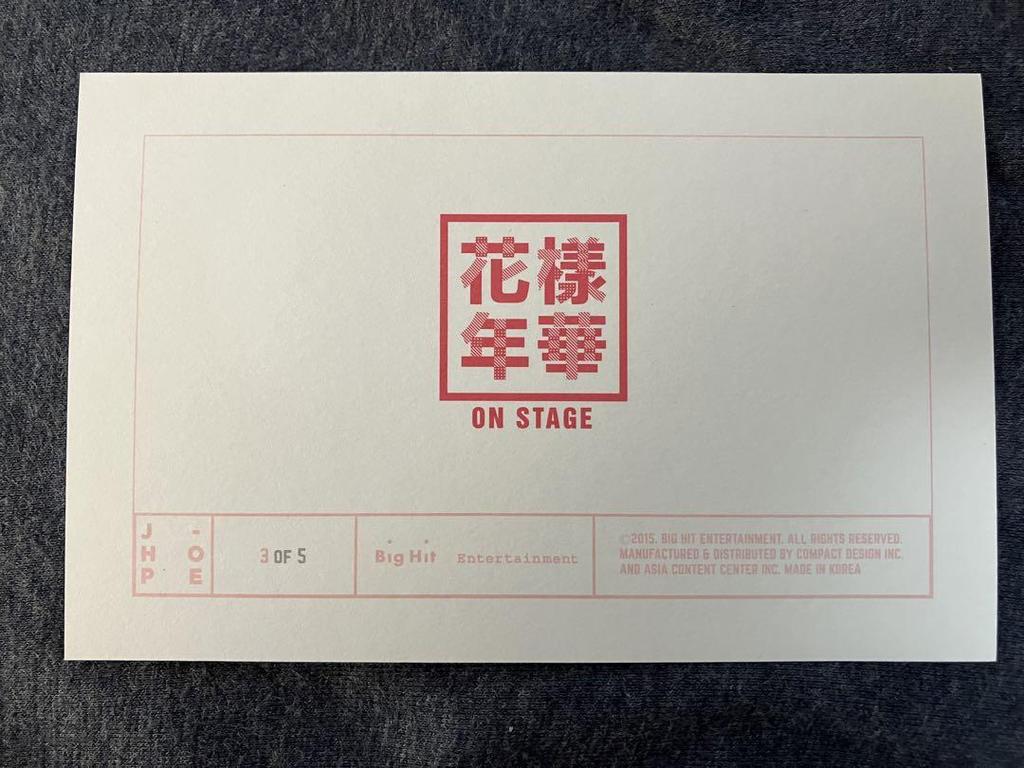 花樣
年華
ON STAGE
J -
H O
P E
3 OF 5
Big Hit Entertainment
©2015. BIG HIT ENTERTAINMENT. ALL RIGHTS RESERVED.
MANUFACTURED & DISTRIBUTED BY COMPACT DESIGN INC.
AND ASIA CONTENT CENTER INC. MADE IN KOREA